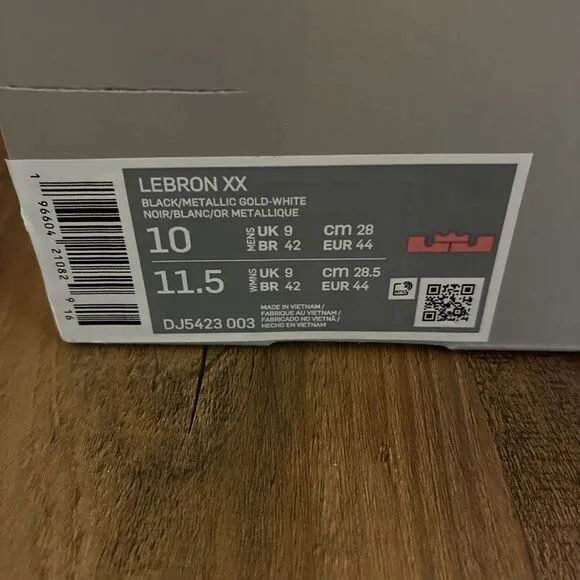 LEBRON XX
BLACK/METALLIC GOLD-WHITE
NOIR/BLANC/OR METALLIQUE
10 MENS UK 9 cm 28
BR 42 EUR 44
11.5 WMNS UK 9 cm 28.5
BR 42 EUR 44
DJ5423 003
MADE IN VIETNAM /
FABRIQUE AU VIETNAM /
FABRICADO NO VIETNÃ /
HECHO EN VIETNAM
1 96604 21082 9 16